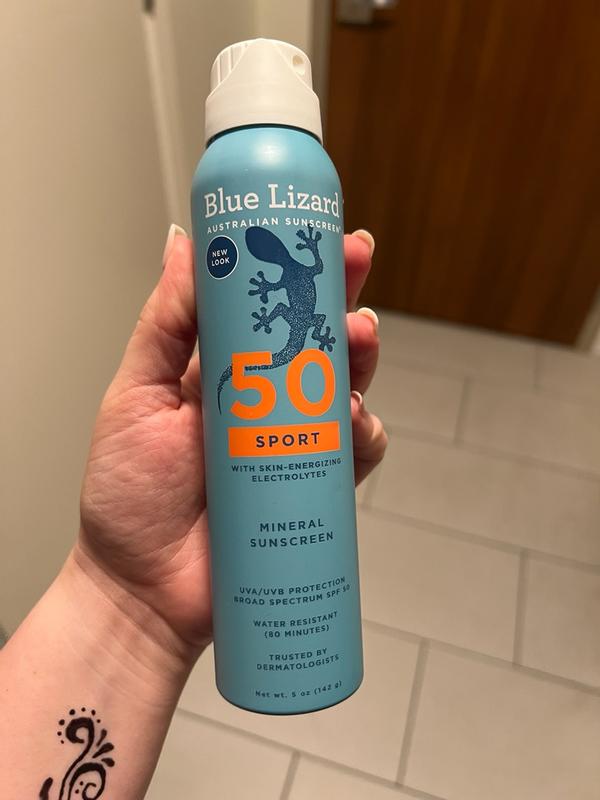 Blue Lizard
AUSTRALIAN SUNSCREEN
NEW
LOOK
50
SPORT
WITH SKIN-ENERGIZING
ELECTROLYTES
MINERAL
SUNSCREEN
UVA/UVB PROTECTION
BROAD SPECTRUM SPF 50
WATER RESISTANT
(80 MINUTES)
TRUSTED BY
DERMATOLOGISTS
Net wt. 5 oz (142 g)